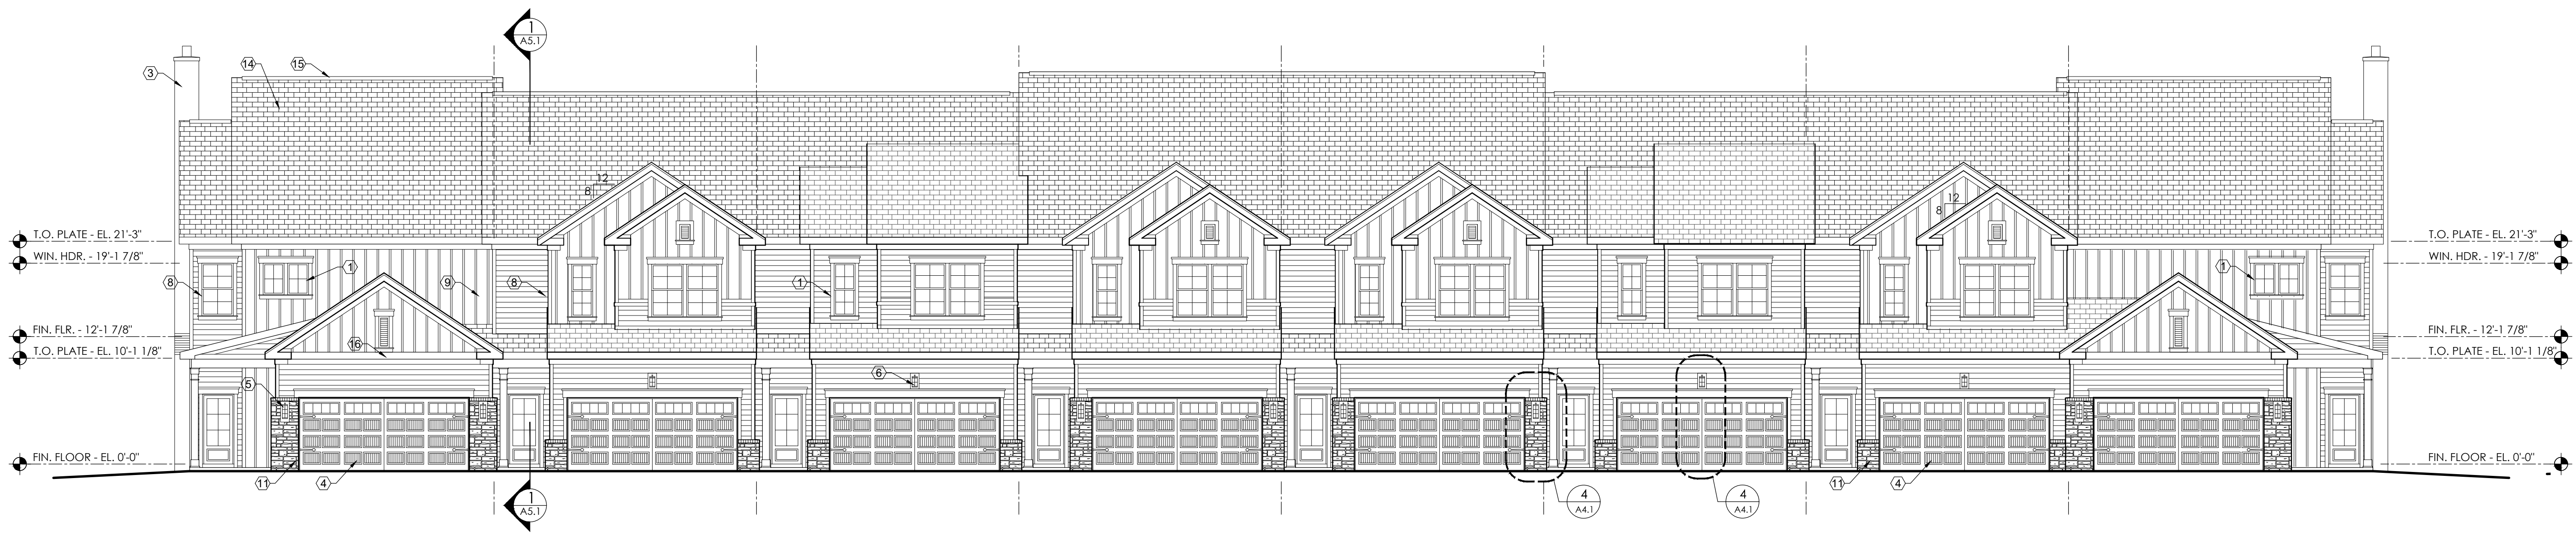 1
A5.1
3
14
15
12
8
12
8
T.O. PLATE - EL. 21'-3"
T.O. PLATE - EL. 21'-3"
WIN. HDR. - 19'-1 7/8"
WIN. HDR. - 19'-1 7/8"
8
1
9
8
1
1
FIN. FLR. - 12'-1 7/8"
FIN. FLR. - 12'-1 7/8"
T.O. PLATE - EL. 10'-1 1/8"
16
T.O. PLATE - EL. 10'-1 1/8"
5
6
FIN. FLOOR - EL. 0'-0"
FIN. FLOOR - EL. 0'-0"
11
4
11
4
1
A5.1
4
A4.1
4
A4.1